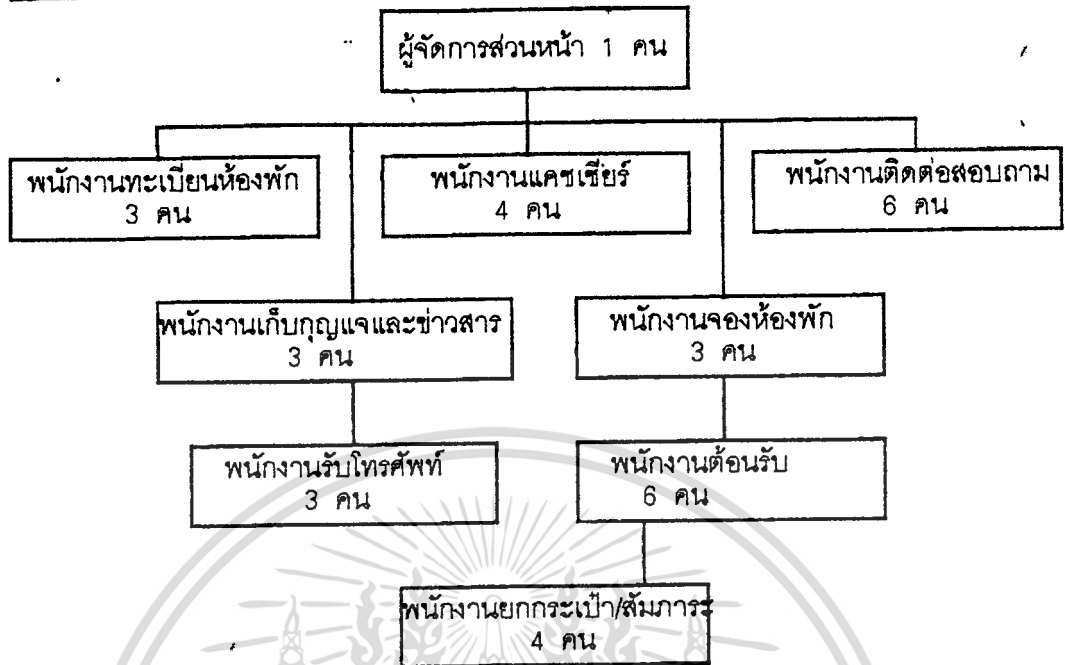 ผู้จัดการส่วนหน้า 1 คน
พนักงานทะเบียนห้องพัก
3 คน
พนักงานแคชเชียร์
4 คน
พนักงานติดต่อสอบถาม
6 คน
พนักงานเก็บกุญแจและข่าวสาร
3 คน
พนักงานจองห้องพัก
3 คน
พนักงานรับโทรศัพท์
3 คน
พนักงานต้อนรับ
6 คน
พนักงานยกกระเป๋า/สัมภาระ
4 คน